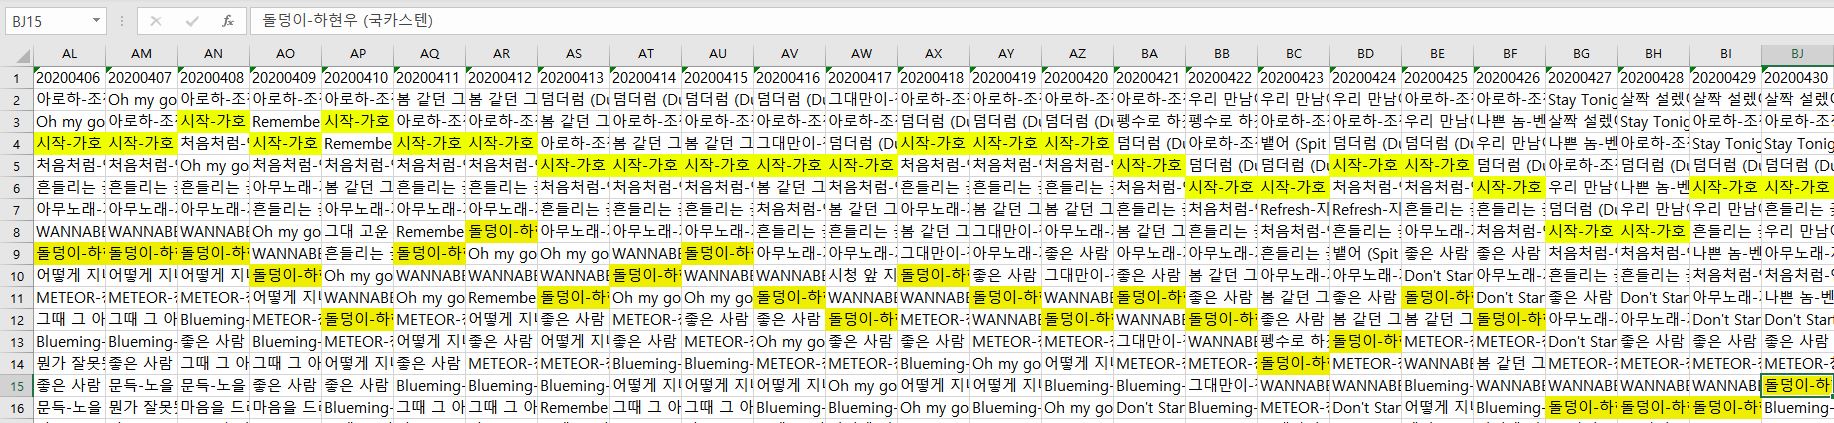 BJ15 fx 돌덩이-하현우 (국카스텐)
AL AM AN AO AP AQ AR AS AT AU AV AW AX AY AZ BA BB BC BD BE BF BG BH BI BJ
1 20200406 20200407 20200408 20200409 20200410 20200411 20200412 20200413 20200414 20200415 20200416 20200417 20200418 20200419 20200420 20200421 20200422 20200423 20200424 20200425 20200426 20200427 20200428 20200429 20200430
2 아로하-조 Oh my go 아로하-조 아로하-조 아로하-조 봄 같던 그 봄 같던 그 덤더럼 (Du 덤더럼 (Du 덤더럼 (Du 덤더럼 (Du 그대만이- 아로하-조 아로하-조 아로하-조 아로하-조 우리 만남 우리 만남 우리 만남 아로하-조 아로하-조 Stay Tonig 살짝 설렜 살짝 설렜 살짝 설렜
3 Oh my go 아로하-조 시작-가호 Remembe 시작-가호 아로하-조 아로하-조 봄 같던 그 아로하-조 아로하-조 아로하-조 아로하-조 덤더럼 (Du 덤더럼 (Du 덤더럼 (Du 펭수로 하 펭수로 하 아로하-조 아로하-조 우리 만남 나쁜 놈-벤 살짝 설렜 Stay Tonig 아로하-조 아로하-조
4 시작-가호 시작-가호 처음처럼- 시작-가호 Remembe 시작-가호 시작-가호 아로하-조 봄 같던 그 봄 같던 그 그대만이- 덤더럼 (Du 시작-가호 시작-가호 시작-가호 덤더럼 (Du 아로하-조 뱉어 (Spit 덤더럼 (Du 덤더럼 (Du 우리 만남 나쁜 놈-벤 아로하-조 Stay Tonig Stay Tonig
5 처음처럼- 처음처럼- Oh my go 처음처럼- 처음처럼- 처음처럼- 처음처럼- 시작-가호 시작-가호 시작-가호 시작-가호 시작-가호 처음처럼- 처음처럼- 처음처럼- 시작-가호 덤더럼 (Du 덤더럼 (Du 시작-가호 시작-가호 덤더럼 (Du 아로하-조 덤더럼 (Du 덤더럼 (Du 덤더럼 (Du
6 흔들리는 흔들리는 흔들리는 아무노래- 봄 같던 그 흔들리는 흔들리는 처음처럼- 처음처럼- 처음처럼- 봄 같던 그 처음처럼- 흔들리는 흔들리는 흔들리는 처음처럼- 시작-가호 시작-가호 처음처럼- 처음처럼- 시작-가호 우리 만남 나쁜 놈-벤 시작-가호 시작-가호
7 아무노래- 아무노래- 아무노래- 흔들리는 아무노래- 아무노래- 아무노래- 흔들리는 흔들리는 흔들리는 처음처럼- 봄 같던 그 아무노래- 봄 같던 그 봄 같던 그 흔들리는 처음처럼- Refresh-지 Refresh-지 흔들리는 처음처럼- 덤더럼 (Du 우리 만남 우리 만남 흔들리는
8 WANNABE WANNABE WANNABE Oh my go 그대 고운 Remembe 돌덩이-하 아무노래- 아무노래- 아무노래- 흔들리는 흔들리는 봄 같던 그 그대만이- 아무노래- 봄 같던 그 흔들리는 처음처럼- 흔들리는 아무노래- 흔들리는 시작-가호 시작-가호 흔들리는 우리 만남
9 돌덩이-하 돌덩이-하 돌덩이-하 WANNABE 흔들리는 돌덩이-하 Oh my go Oh my go WANNABE 돌덩이-하 아무노래- 아무노래- 그대만이- 아무노래- 좋은 사람 아무노래- 아무노래- 흔들리는 뱉어 (Spit 좋은 사람 좋은 사람 처음처럼- 처음처럼- 나쁜 놈-벤 아무노래-
10 어떻게 지 어떻게 지 어떻게 지 돌덩이-하 Oh my go WANNABE WANNABE WANNABE 돌덩이-하 WANNABE WANNABE 시청 앞 지 돌덩이-하 좋은 사람 그대만이- 좋은 사람 봄 같던 그 아무노래- 아무노래- Don't Star 아무노래- 흔들리는 흔들리는 처음처럼- 처음처럼-
11 METEOR- METEOR- METEOR- 어떻게 지 WANNABE Oh my go Remembe 돌덩이-하 Oh my go Oh my go 돌덩이-하 WANNABE WANNABE 돌덩이-하 WANNABE 돌덩이-하 좋은 사람 봄 같던 그 좋은 사람 돌덩이-하 Don't Star 좋은 사람 Don't Star 아무노래- 나쁜 놈-벤
12 그때 그 아 그때 그 아 Blueming- METEOR- 돌덩이-하 METEOR- 어떻게 지 좋은 사람 METEOR- 좋은 사람 좋은 사람 돌덩이-하 METEOR- WANNABE 돌덩이-하 WANNABE 돌덩이-하 좋은 사람 봄 같던 그 봄 같던 그 돌덩이-하 아무노래- 아무노래- Don't Star Don't Star
13 Blueming- Blueming- 좋은 사람 Blueming- METEOR- 좋은 사람 METEOR- 어떻게 지 좋은 사람 METEOR- Oh my go 좋은 사람 좋은 사람 METEOR- METEOR- 그대만이- WANNABE 펭수로 하 돌덩이-하 METEOR- METEOR- Don't Star 좋은 사람 좋은 사람 좋은 사람
14 뭔가 잘못 좋은 사람 그때 그 아 그때 그 아 어떻게 지 어떻게 지 좋은 사람 METEOR- Blueming- Blueming- METEOR- METEOR- Blueming- Oh my go 어떻게 지 METEOR- METEOR- 돌덩이-하 METEOR- WANNABE 봄 같던 그 METEOR- METEOR- METEOR- METEOR-
15 좋은 사람 문득-노을 문득-노을 좋은 사람 좋은 사람 Blueming- Blueming- Blueming- 어떻게 지 어떻게 지 어떻게 지 Oh my go 어떻게 지 어떻게 지 Blueming- Blueming- 그대만이- WANNABE WANNABE Blueming- WANNABE WANNABE WANNABE WANNABE 돌덩이-하
16 문득-노을 뭔가 잘못 마음을 드 마음을 드 Blueming- 그때 그 아 그때 그 아 Remembe 그때 그 아 그때 그 아 Blueming- Blueming- Oh my go Blueming- Oh my go Don't Star Blueming- METEOR- Don't Star 어떻게 지 Blueming- 돌덩이-하 돌덩이-하 돌덩이-하 Blueming-